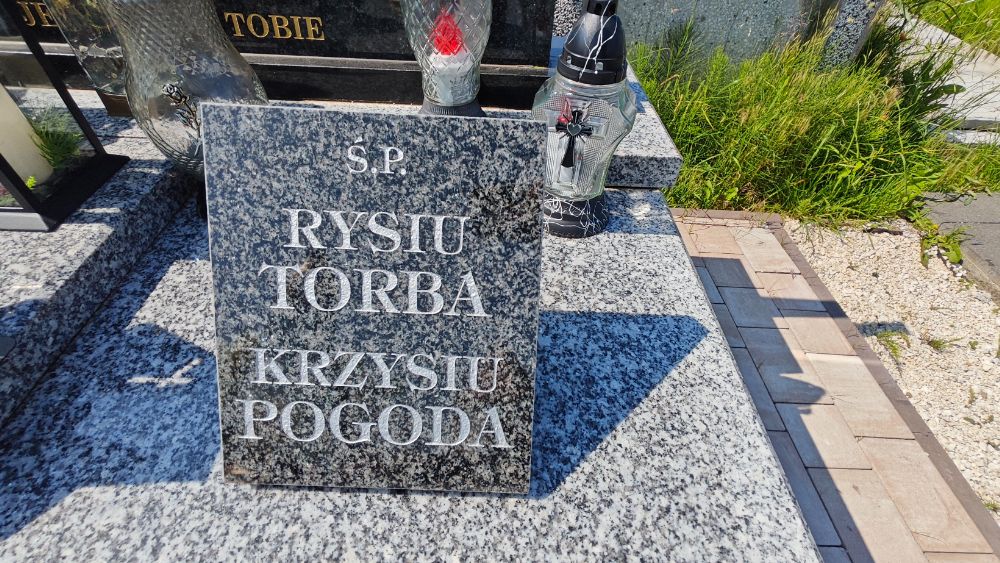 JE TOBIE
Ś.P.
RYSIU
TORBA
KRZYSIU
POGODA